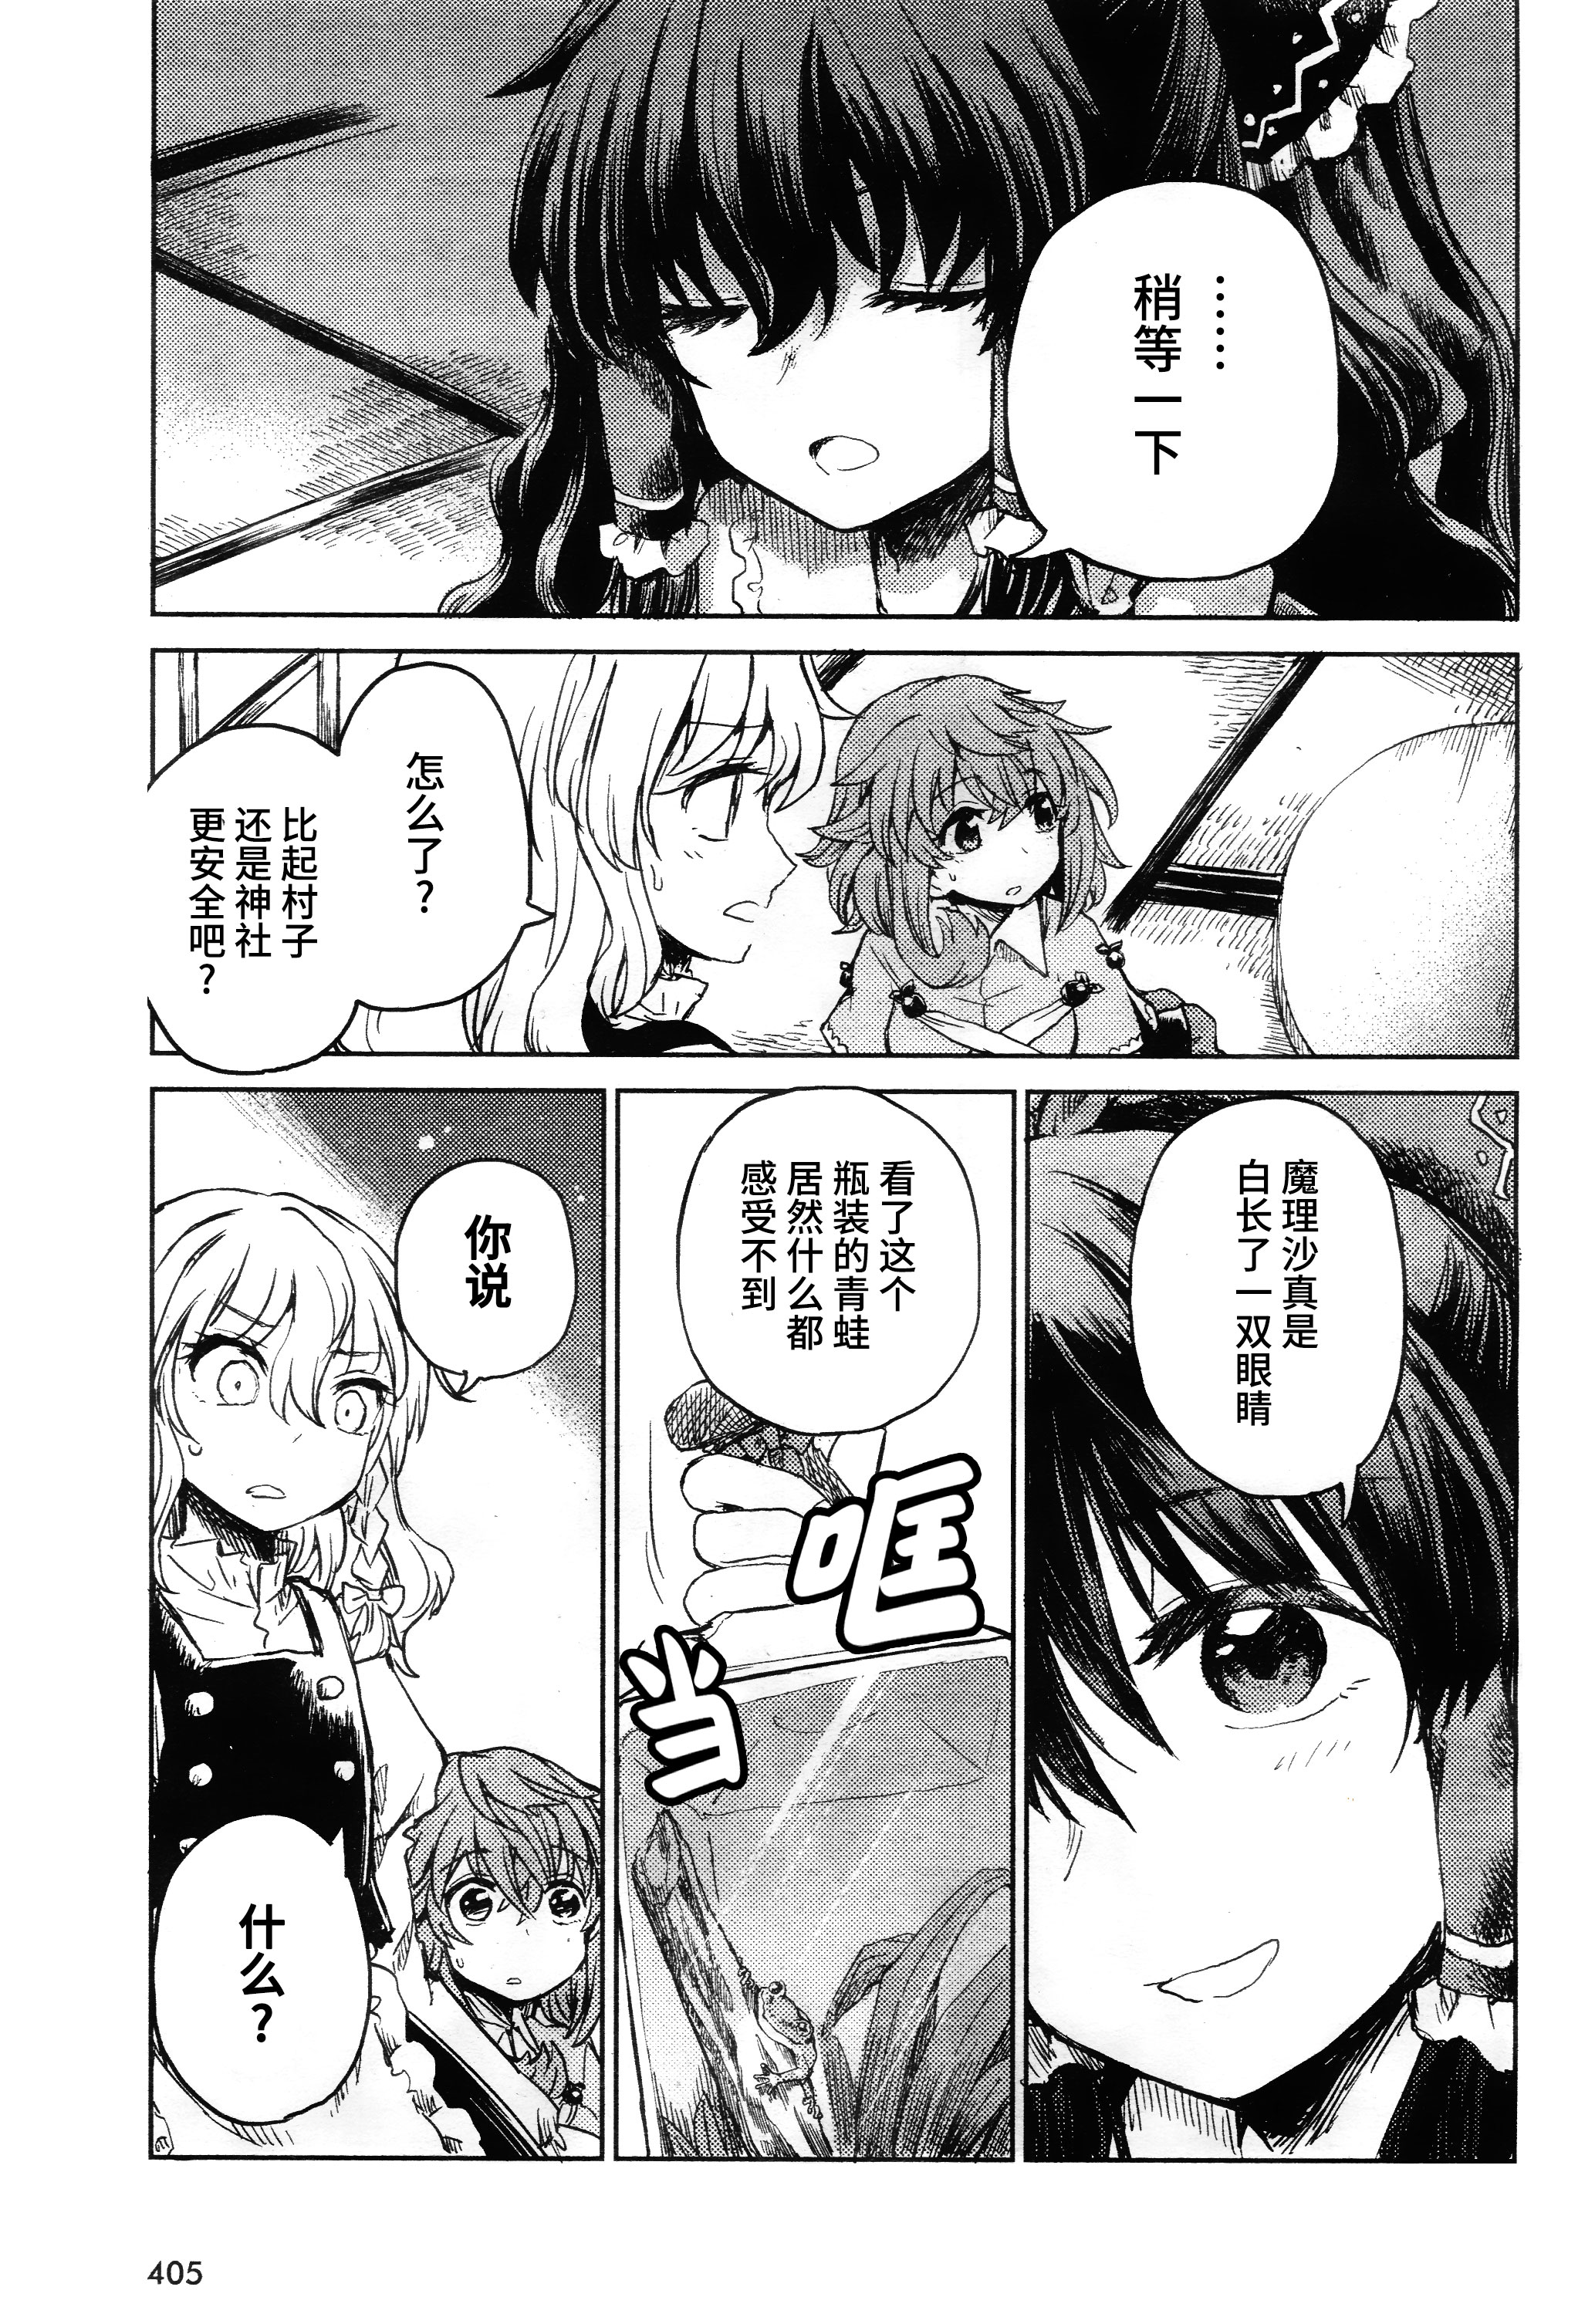 ……
稍等一下
怎么了?
比起村子
还是神社
更安全吧?
魔理沙真是
白长了一双眼睛
看了这个
瓶装的青蛙
居然什么都
感受不到
哐
当
你说
什么?
405